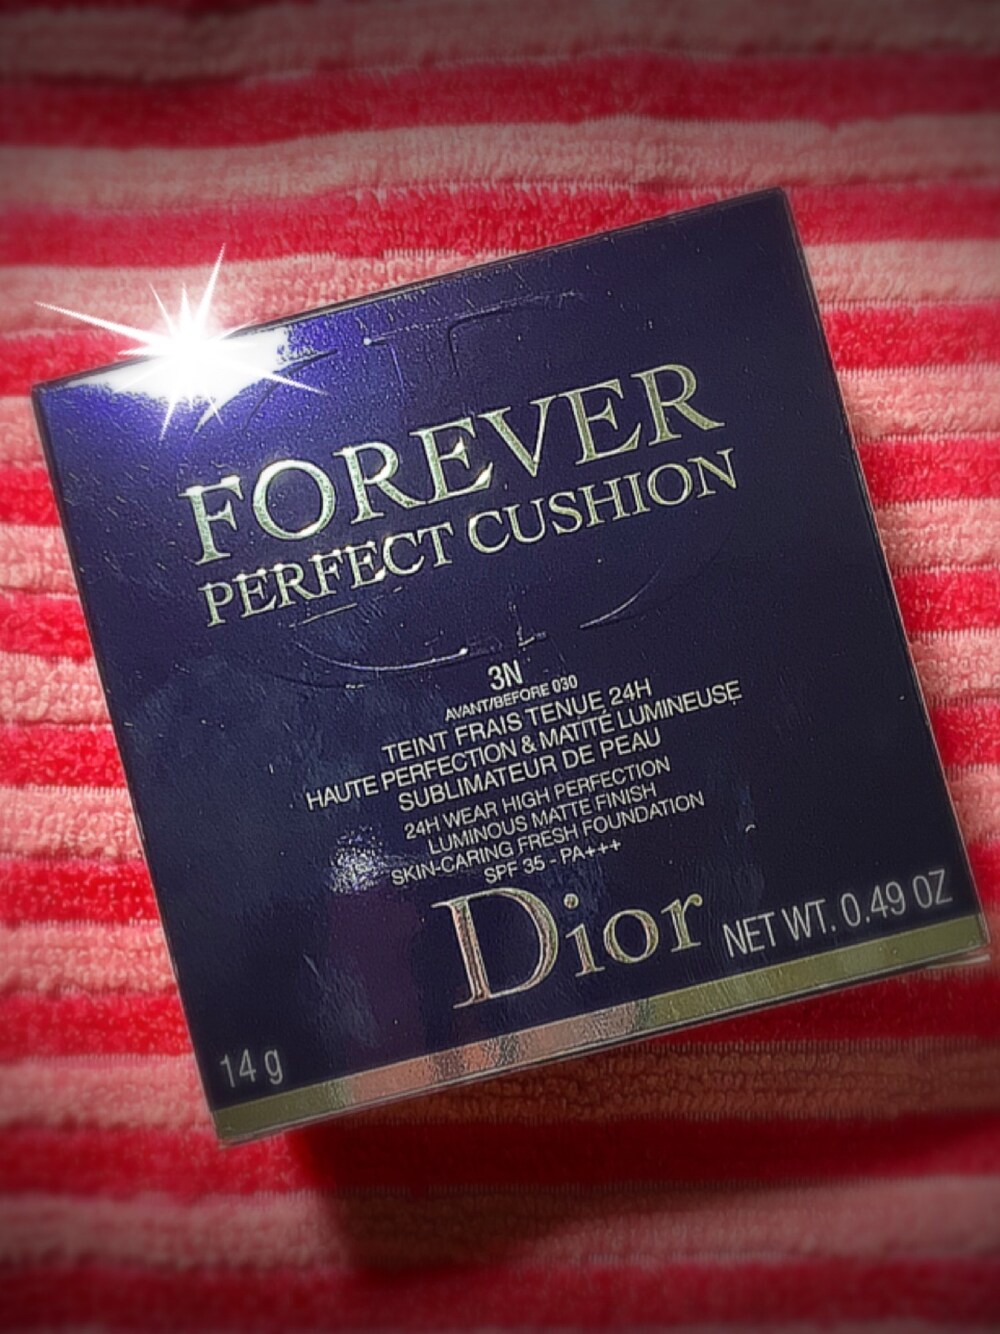 FOREVER
PERFECT CUSHION
3N
AVANT/BEFORE 030
TEINT FRAIS TENUE 24H
HAUTE PERFECTION & MATITÉ LUMINEUSE
SUBLIMATEUR DE PEAU
24H WEAR HIGH PERFECTION
LUMINOUS MATTE FINISH
SKIN-CARING FRESH FOUNDATION
SPF 35 - PA+++
Dior
NET WT. 0.49 OZ
14 g